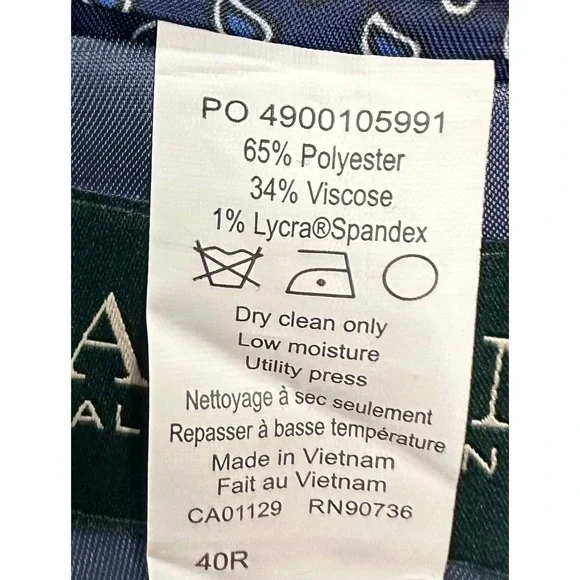 PO 4900105991
65% Polyester
34% Viscose
1% Lycra®Spandex
Dry clean only
Low moisture
Utility press
Nettoyage à sec seulement
Repasser à basse température
Made in Vietnam
Fait au Vietnam
CA01129 RN90736
40R